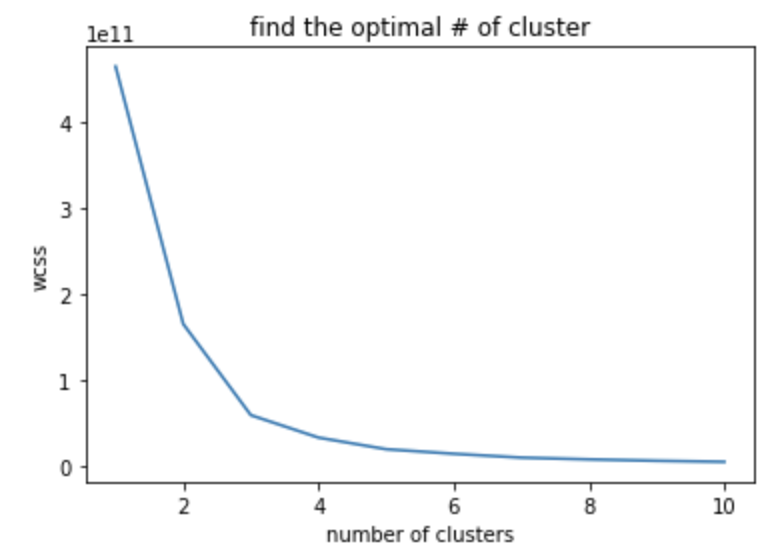 find the optimal # of cluster
1e11
4
3
2
1
0
wcss
2
4
6
8
10
number of clusters